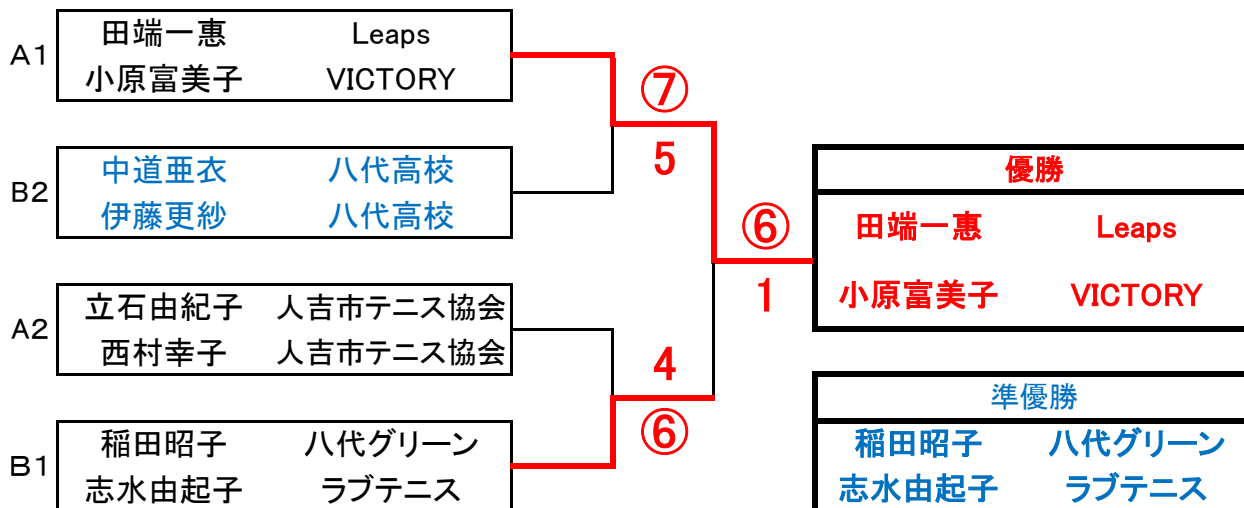 A1
田端一惠 Leaps
小原富美子 VICTORY
⑦
5
B2
中道亜衣 八代高校
伊藤更紗 八代高校
⑥
1
優勝
田端一惠 Leaps
小原富美子 VICTORY
A2
立石由紀子 人吉市テニス協会
西村幸子 人吉市テニス協会
4
⑥
B1
稲田昭子 八代グリーン
志水由起子 ラブテニス
準優勝
稲田昭子 八代グリーン
志水由起子 ラブテニス